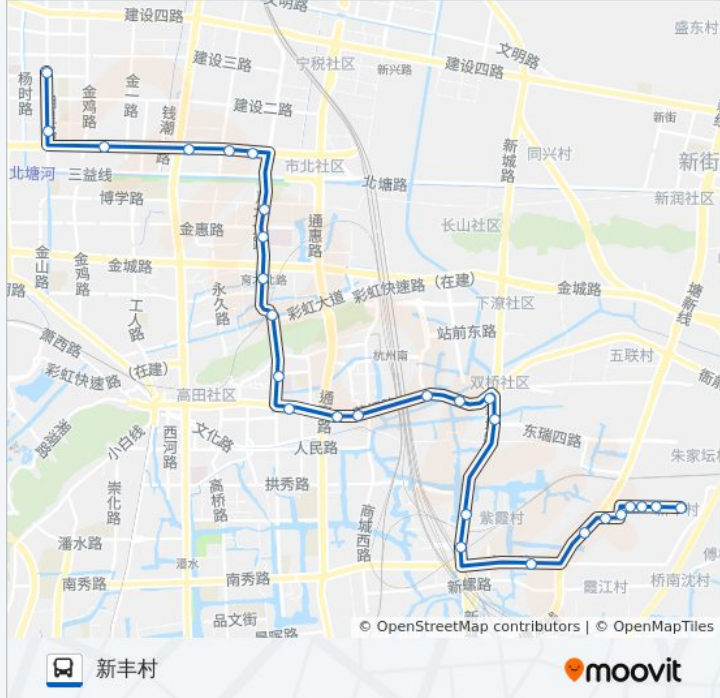 文明路
建设四路
盛东村
建设三路
宁税社区
新兴路
建设四路
文明路
杨时路
金鸡路
金一路
钱潮路
建设二路
新街
新城路
同兴村
新街
北塘河
三益线
市北社区
北塘路
博学路
新润社区
金惠路
通惠路
长山社区
金山路
金鸡路
金城路
永久路
彩虹大道
彩虹快速路（在建）
下潦社区
金城路
塘新线
工人路
萧西路
站前东路
杭州南
五联村
彩虹快速路（在建）
高田社区
双桥社区
小白线
西河路
文化路
人民路
东瑞四路
朱家坛
崇化路
高桥路
拱秀路
商城西路
紫霞村
潘水路
潘水
南秀路
南秀路
新螺路
霞江村
桥南沈村
品文街
© OpenStreetMap contributors | © OpenMapTiles
新丰村
moovit